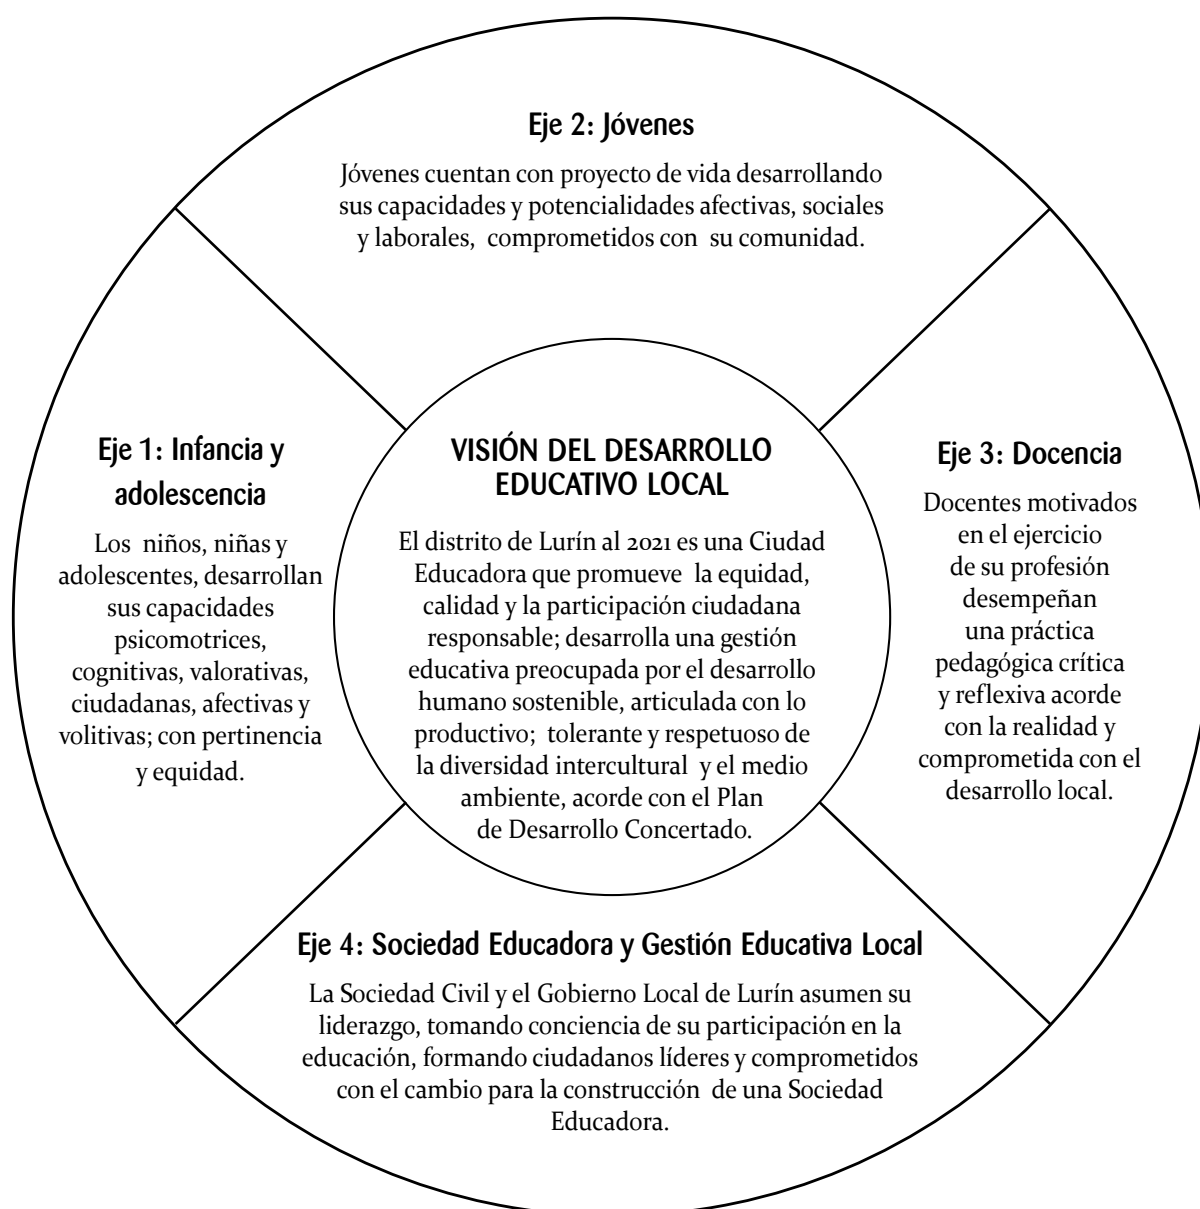 Eje 2: Jóvenes
Jóvenes cuentan con proyecto de vida desarrollando
sus capacidades y potencialidades afectivas, sociales
y laborales, comprometidos con su comunidad.
Eje 1: Infancia y
adolescencia
Los niños, niñas y
adolescentes, desarrollan
sus capacidades
psicomotrices,
cognitivas, valorativas,
ciudadanas, afectivas y
volitivas; con pertinencia
y equidad.
VISIÓN DEL DESARROLLO
EDUCATIVO LOCAL
El distrito de Lurín al 2021 es una Ciudad
Educadora que promueve la equidad,
calidad y la participación ciudadana
responsable; desarrolla una gestión
educativa preocupada por el desarrollo
humano sostenible, articulada con lo
productivo; tolerante y respetuoso de
la diversidad intercultural y el medio
ambiente, acorde con el Plan
de Desarrollo Concertado.
Eje 3: Docencia
Docentes motivados
en el ejercicio
de su profesión
desempeñan
una práctica
pedagógica crítica
y reflexiva acorde
con la realidad y
comprometida con el
desarrollo local.
Eje 4: Sociedad Educadora y Gestión Educativa Local
La Sociedad Civil y el Gobierno Local de Lurín asumen su
liderazgo, tomando conciencia de su participación en la
educación, formando ciudadanos líderes y comprometidos
con el cambio para la construcción de una Sociedad
Educadora.